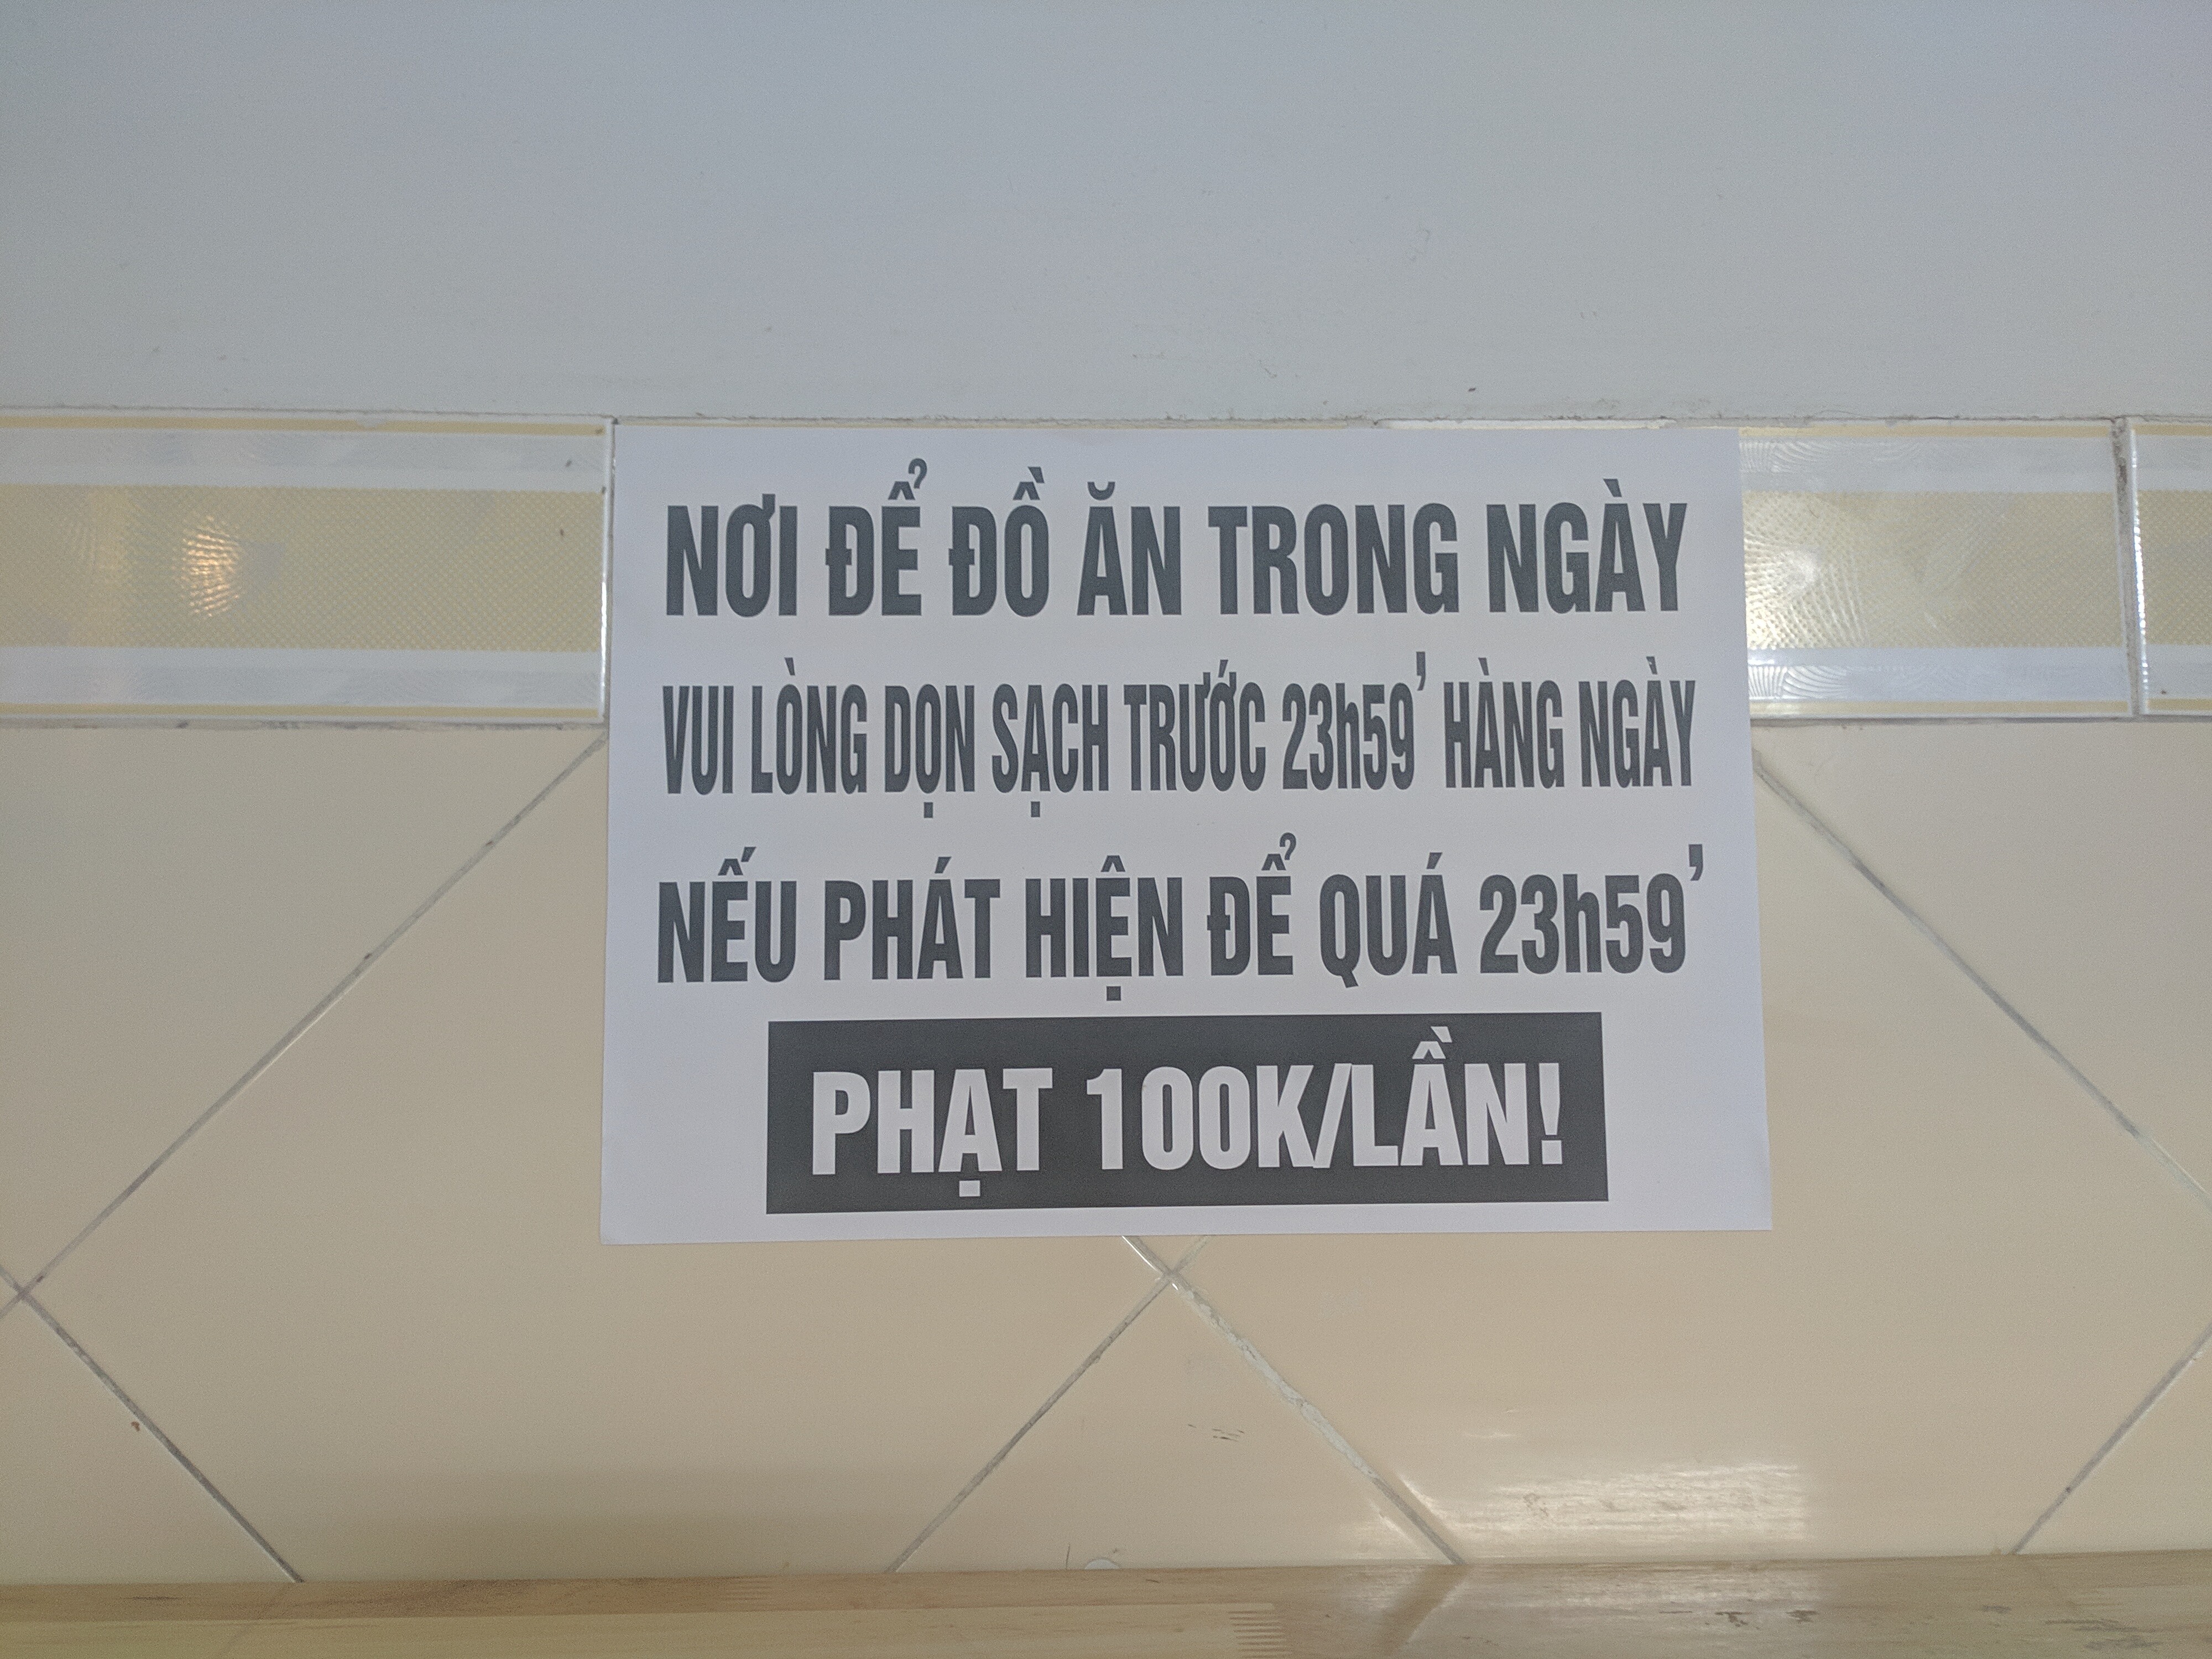 NƠI ĐỂ ĐỒ ĂN TRONG NGÀY
VUI LÒNG DỌN SẠCH TRƯỚC 23h59’ HÀNG NGÀY
NẾU PHÁT HIỆN ĐỂ QUÁ 23h59’
PHẠT 100K/LẦN!